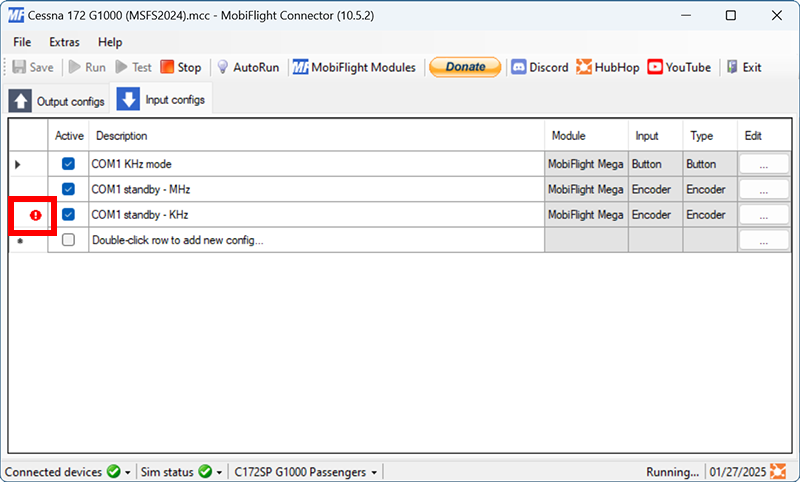 Cessna 172 G1000 (MSFS2024).mcc - MobiFlight Connector (10.5.2)
File Extras Help
Save Run Test Stop AutoRun MF MobiFlight Modules Donate Discord HubHop YouTube Exit
Output configs Input configs
Active Description Module Input Type Edit
COM1 KHz mode MobiFlight Mega Button Button ...
COM1 standby - MHz MobiFlight Mega Encoder Encoder ...
COM1 standby - KHz MobiFlight Mega Encoder Encoder ...
Double-click row to add new config... ...
Connected devices Sim status C172SP G1000 Passengers Running... 01/27/2025